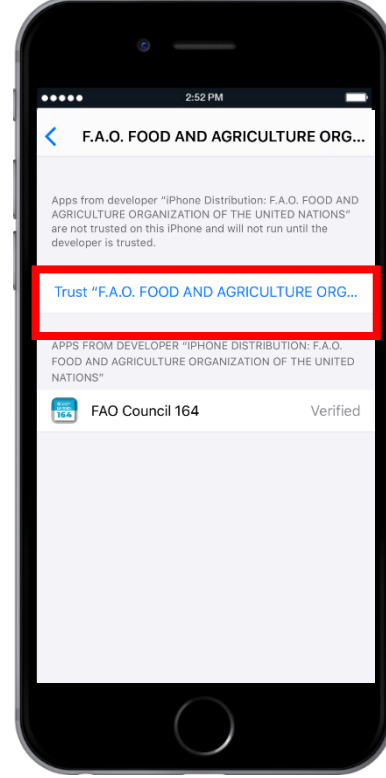 2:52 PM
F.A.O. FOOD AND AGRICULTURE ORG...
Apps from developer "iPhone Distribution: F.A.O. FOOD AND
AGRICULTURE ORGANIZATION OF THE UNITED NATIONS"
are not trusted on this iPhone and will not run until the
developer is trusted.
Trust "F.A.O. FOOD AND AGRICULTURE ORG...
APPS FROM DEVELOPER "IPHONE DISTRIBUTION: F.A.O.
FOOD AND AGRICULTURE ORGANIZATION OF THE UNITED
NATIONS"
164
FAO Council 164
Verified